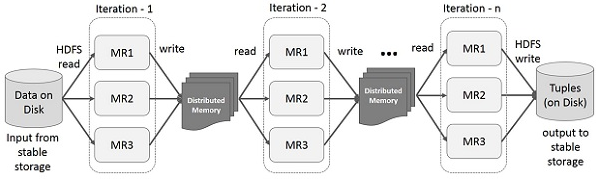 Iteration - 1
Iteration - 2
Iteration - n
HDFS
read
MR1
MR2
MR3
write
Data on
Disk
Input from
stable
storage
Distributed
Memory
read
MR1
MR2
MR3
write
...
Distributed
Memory
read
MR1
MR2
MR3
HDFS
write
Tuples
(on Disk)
output to
stable
storage